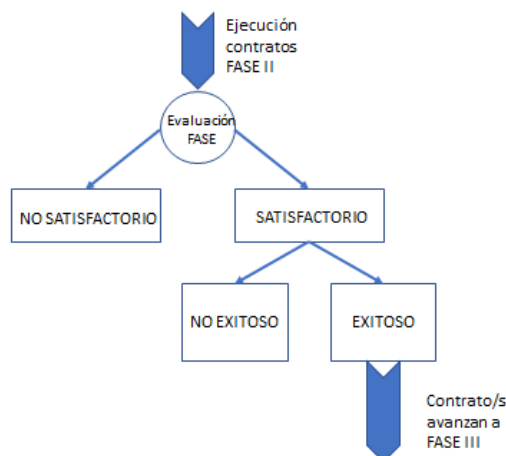 Ejecución
contratos
FASE II
Evaluación
FASE
NO SATISFACTORIO
SATISFACTORIO
NO EXITOSO
EXITOSO
Contrato/s
avanzan a
FASE III